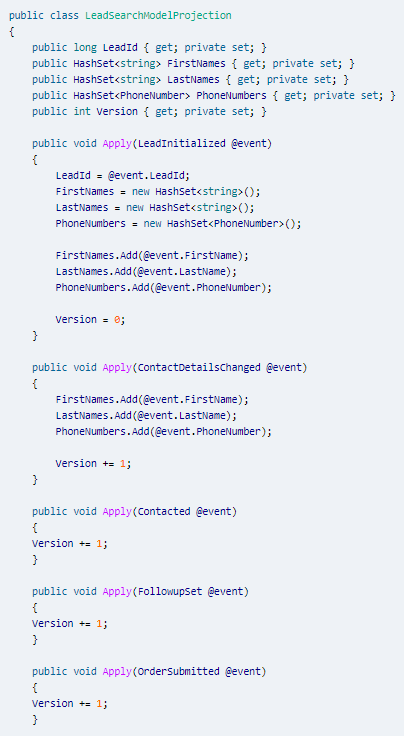 public class LeadSearchModelProjection
{
    public long LeadId { get; private set; }
    public HashSet<string> FirstNames { get; private set; }
    public HashSet<string> LastNames { get; private set; }
    public HashSet<PhoneNumber> PhoneNumbers { get; private set; }
    public int Version { get; private set; }

    public void Apply(LeadInitialized @event)
    {
        LeadId = @event.LeadId;
        FirstNames = new HashSet<string>();
        LastNames = new HashSet<string>();
        PhoneNumbers = new HashSet<PhoneNumber>();

        FirstNames.Add(@event.FirstName);
        LastNames.Add(@event.LastName);
        PhoneNumbers.Add(@event.PhoneNumber);

        Version = 0;
    }

    public void Apply(ContactDetailsChanged @event)
    {
        FirstNames.Add(@event.FirstName);
        LastNames.Add(@event.LastName);
        PhoneNumbers.Add(@event.PhoneNumber);

        Version += 1;
    }

    public void Apply(Contacted @event)
    {
    Version += 1;
    }

    public void Apply(FollowupSet @event)
    {
    Version += 1;
    }

    public void Apply(OrderSubmitted @event)
    {
    Version += 1;
    }